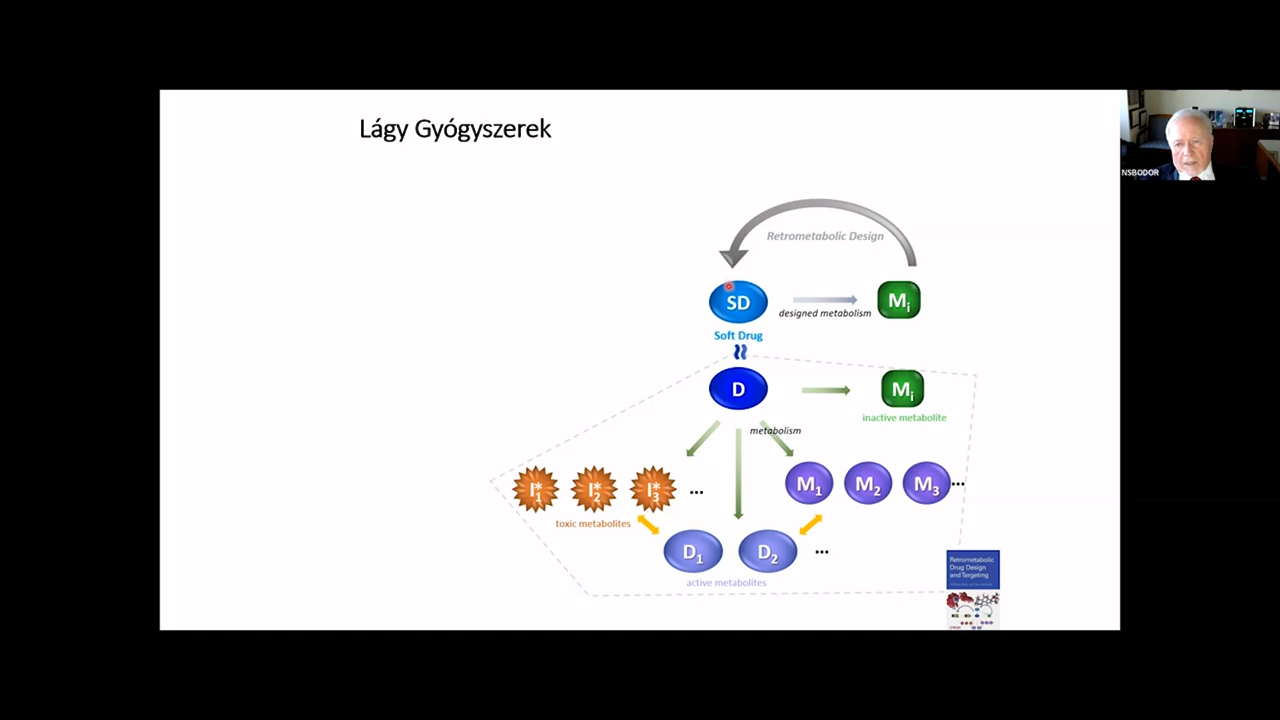 Lágy Gyógyszerek
NSBODOR
Retrometabolic Design
SD
designed metabolism
Mi
Soft Drug
D
Mi
inactive metabolite
metabolism
I*1
I*2
I*3
...
M1
M2
M3
...
toxic metabolites
D1
D2
...
active metabolites
Retrometabolic
Drug Design
and Targeting